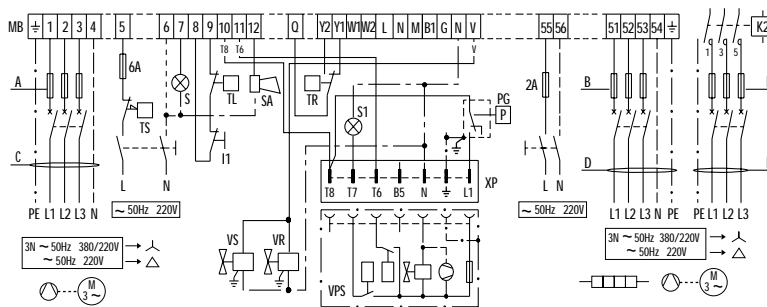 MB 1 2 3 4 5 6 7 8 9 10 11 12 Q Y2 Y1 W1 W2 L N M B1 G N V 55 56 51 52 53 54
T8 T6 V
1 3 5 K2
6A 2A
A S TL SA TR S1 PG P B
TS
I1
C D
L N T8 T7 T6 B5 N L1 XP L N
PE L1 L2 L3 N L1 L2 L3 N PE PE L1 L2 L3
~ 50Hz 220V ~ 50Hz 220V
VS VR VPS
3N ~ 50Hz 380/220V 3N ~ 50Hz 380/220V
~ 50Hz 220V ~ 50Hz 220V
M M
3 ~ 3 ~